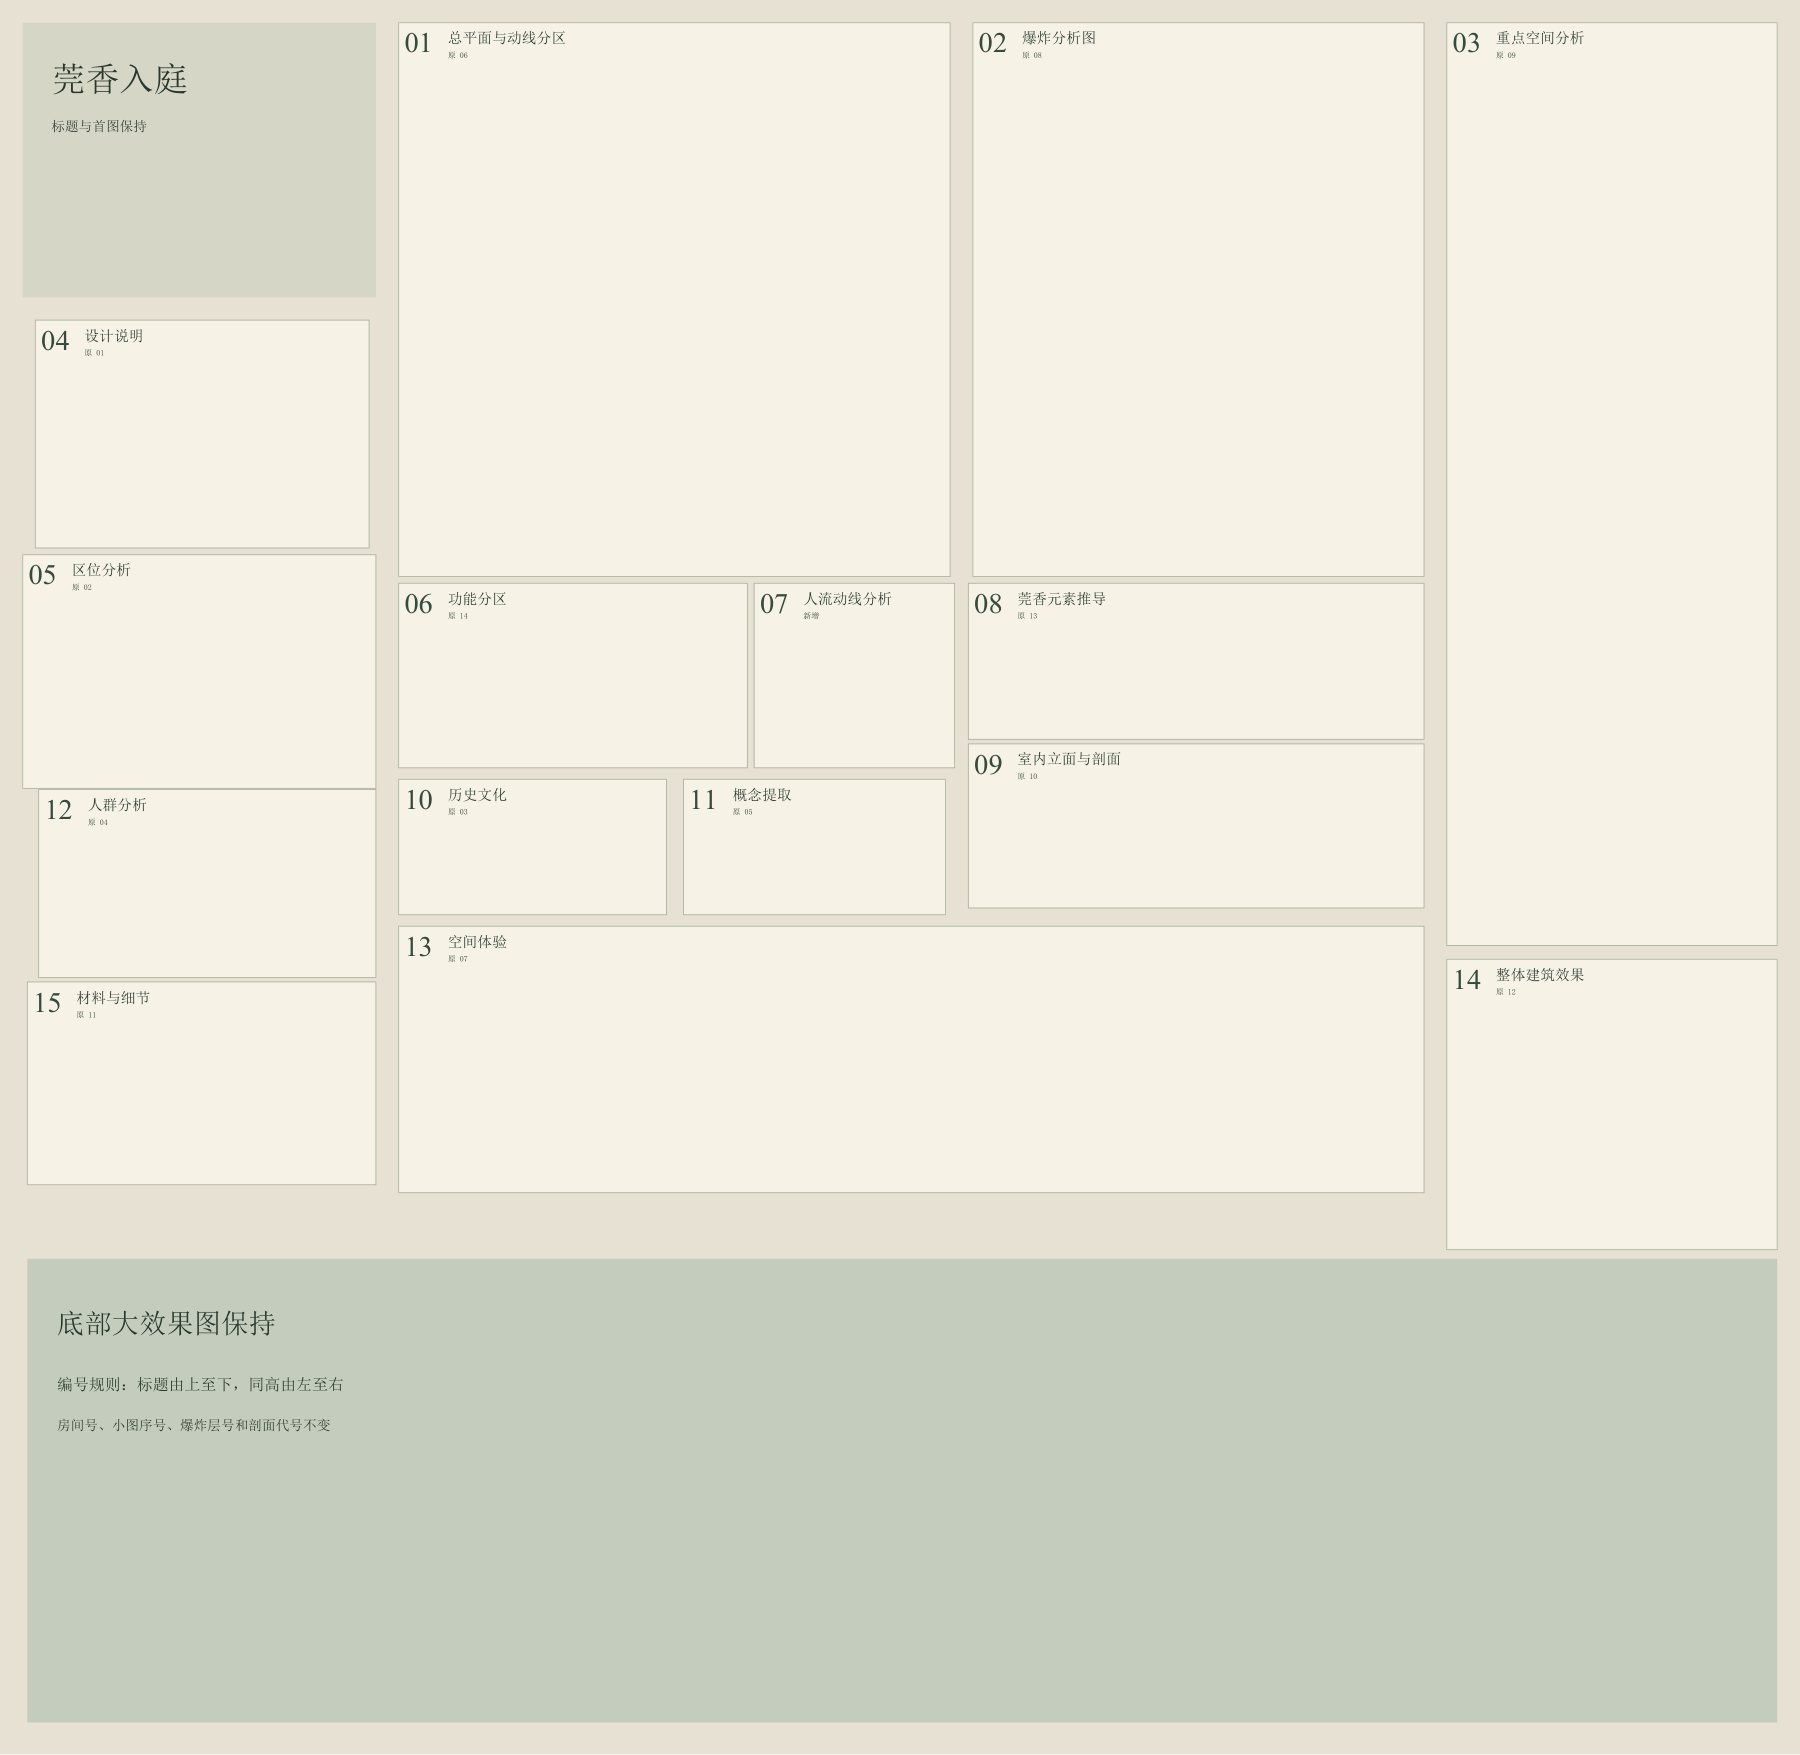 莞香入庭
标题与首图保持
01 总平面与动线分区
原 06
02 爆炸分析图
原 08
03 重点空间分析
原 09
04 设计说明
原 01
05 区位分析
原 02
06 功能分区
原 14
07 人流动线分析
新增
08 莞香元素推导
原 13
09 室内立面与剖面
原 10
10 历史文化
原 03
11 概念提取
原 05
12 人群分析
原 04
13 空间体验
原 07
14 整体建筑效果
原 12
15 材料与细节
原 11
底部大效果图保持
编号规则：标题由上至下，同高由左至右
房间号、小图序号、爆炸层号和剖面代号不变